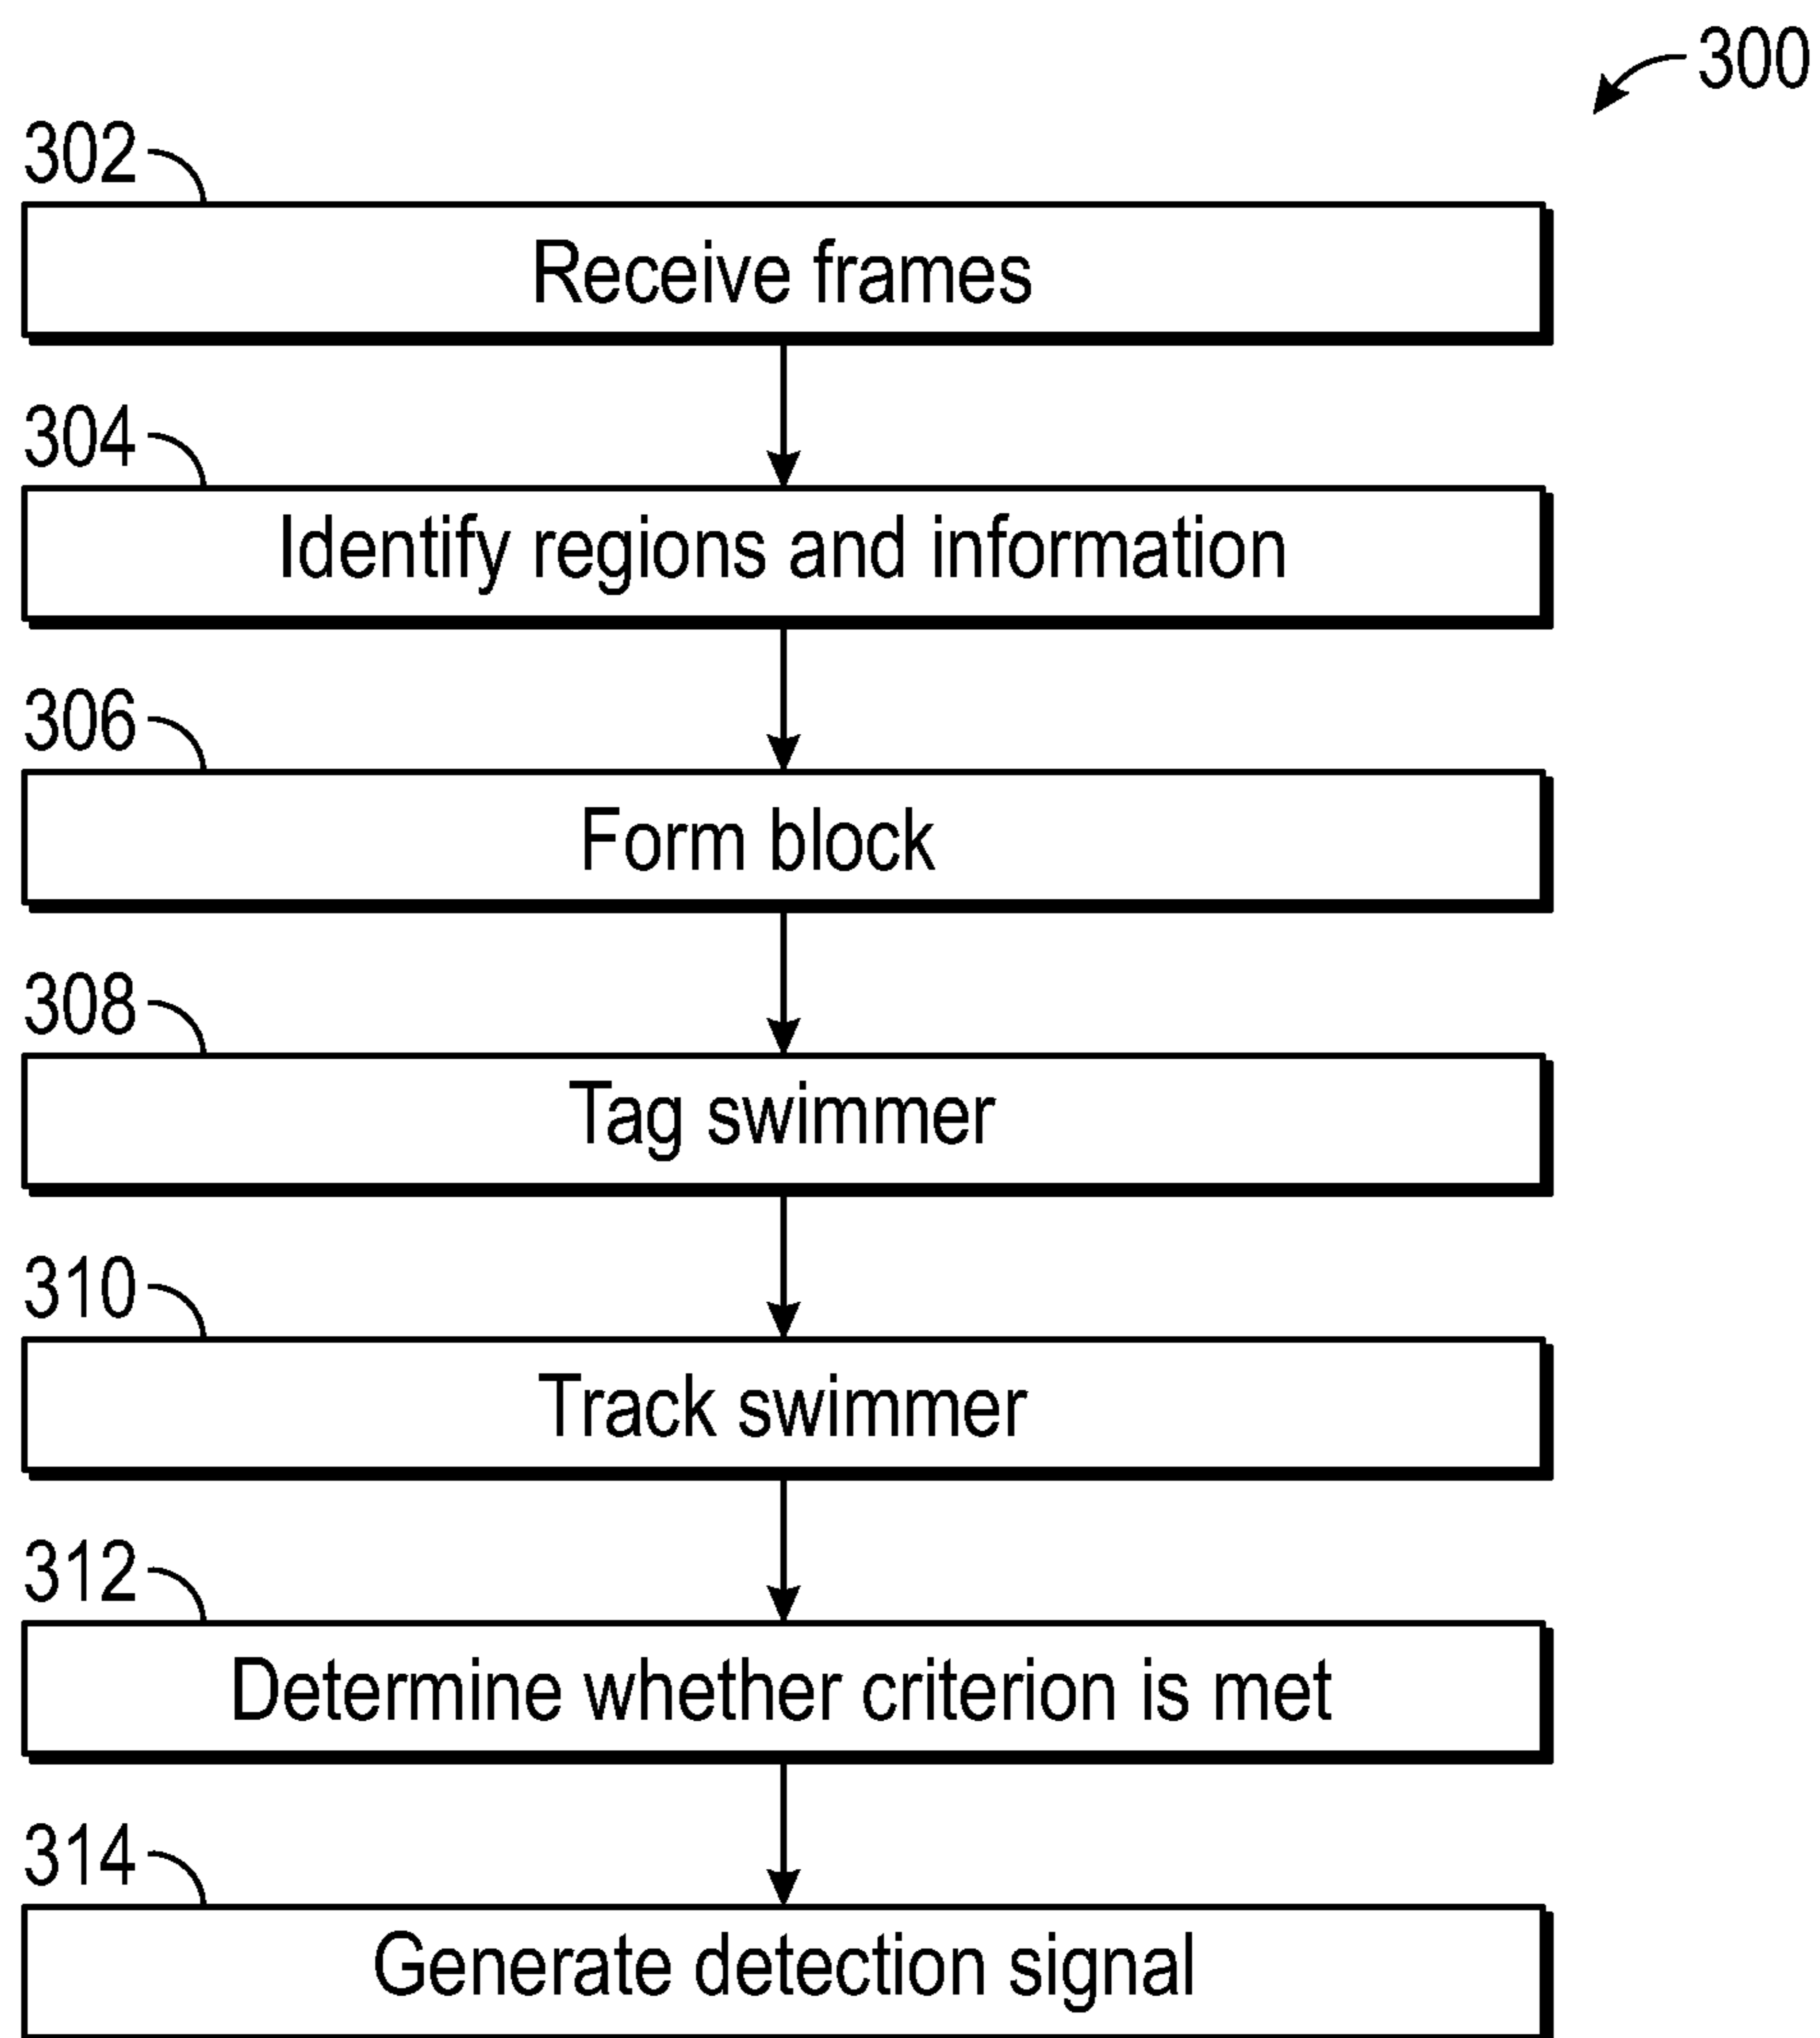 300
302
Receive frames
304
Identify regions and information
306
Form block
308
Tag swimmer
310
Track swimmer
312
Determine whether criterion is met
314
Generate detection signal